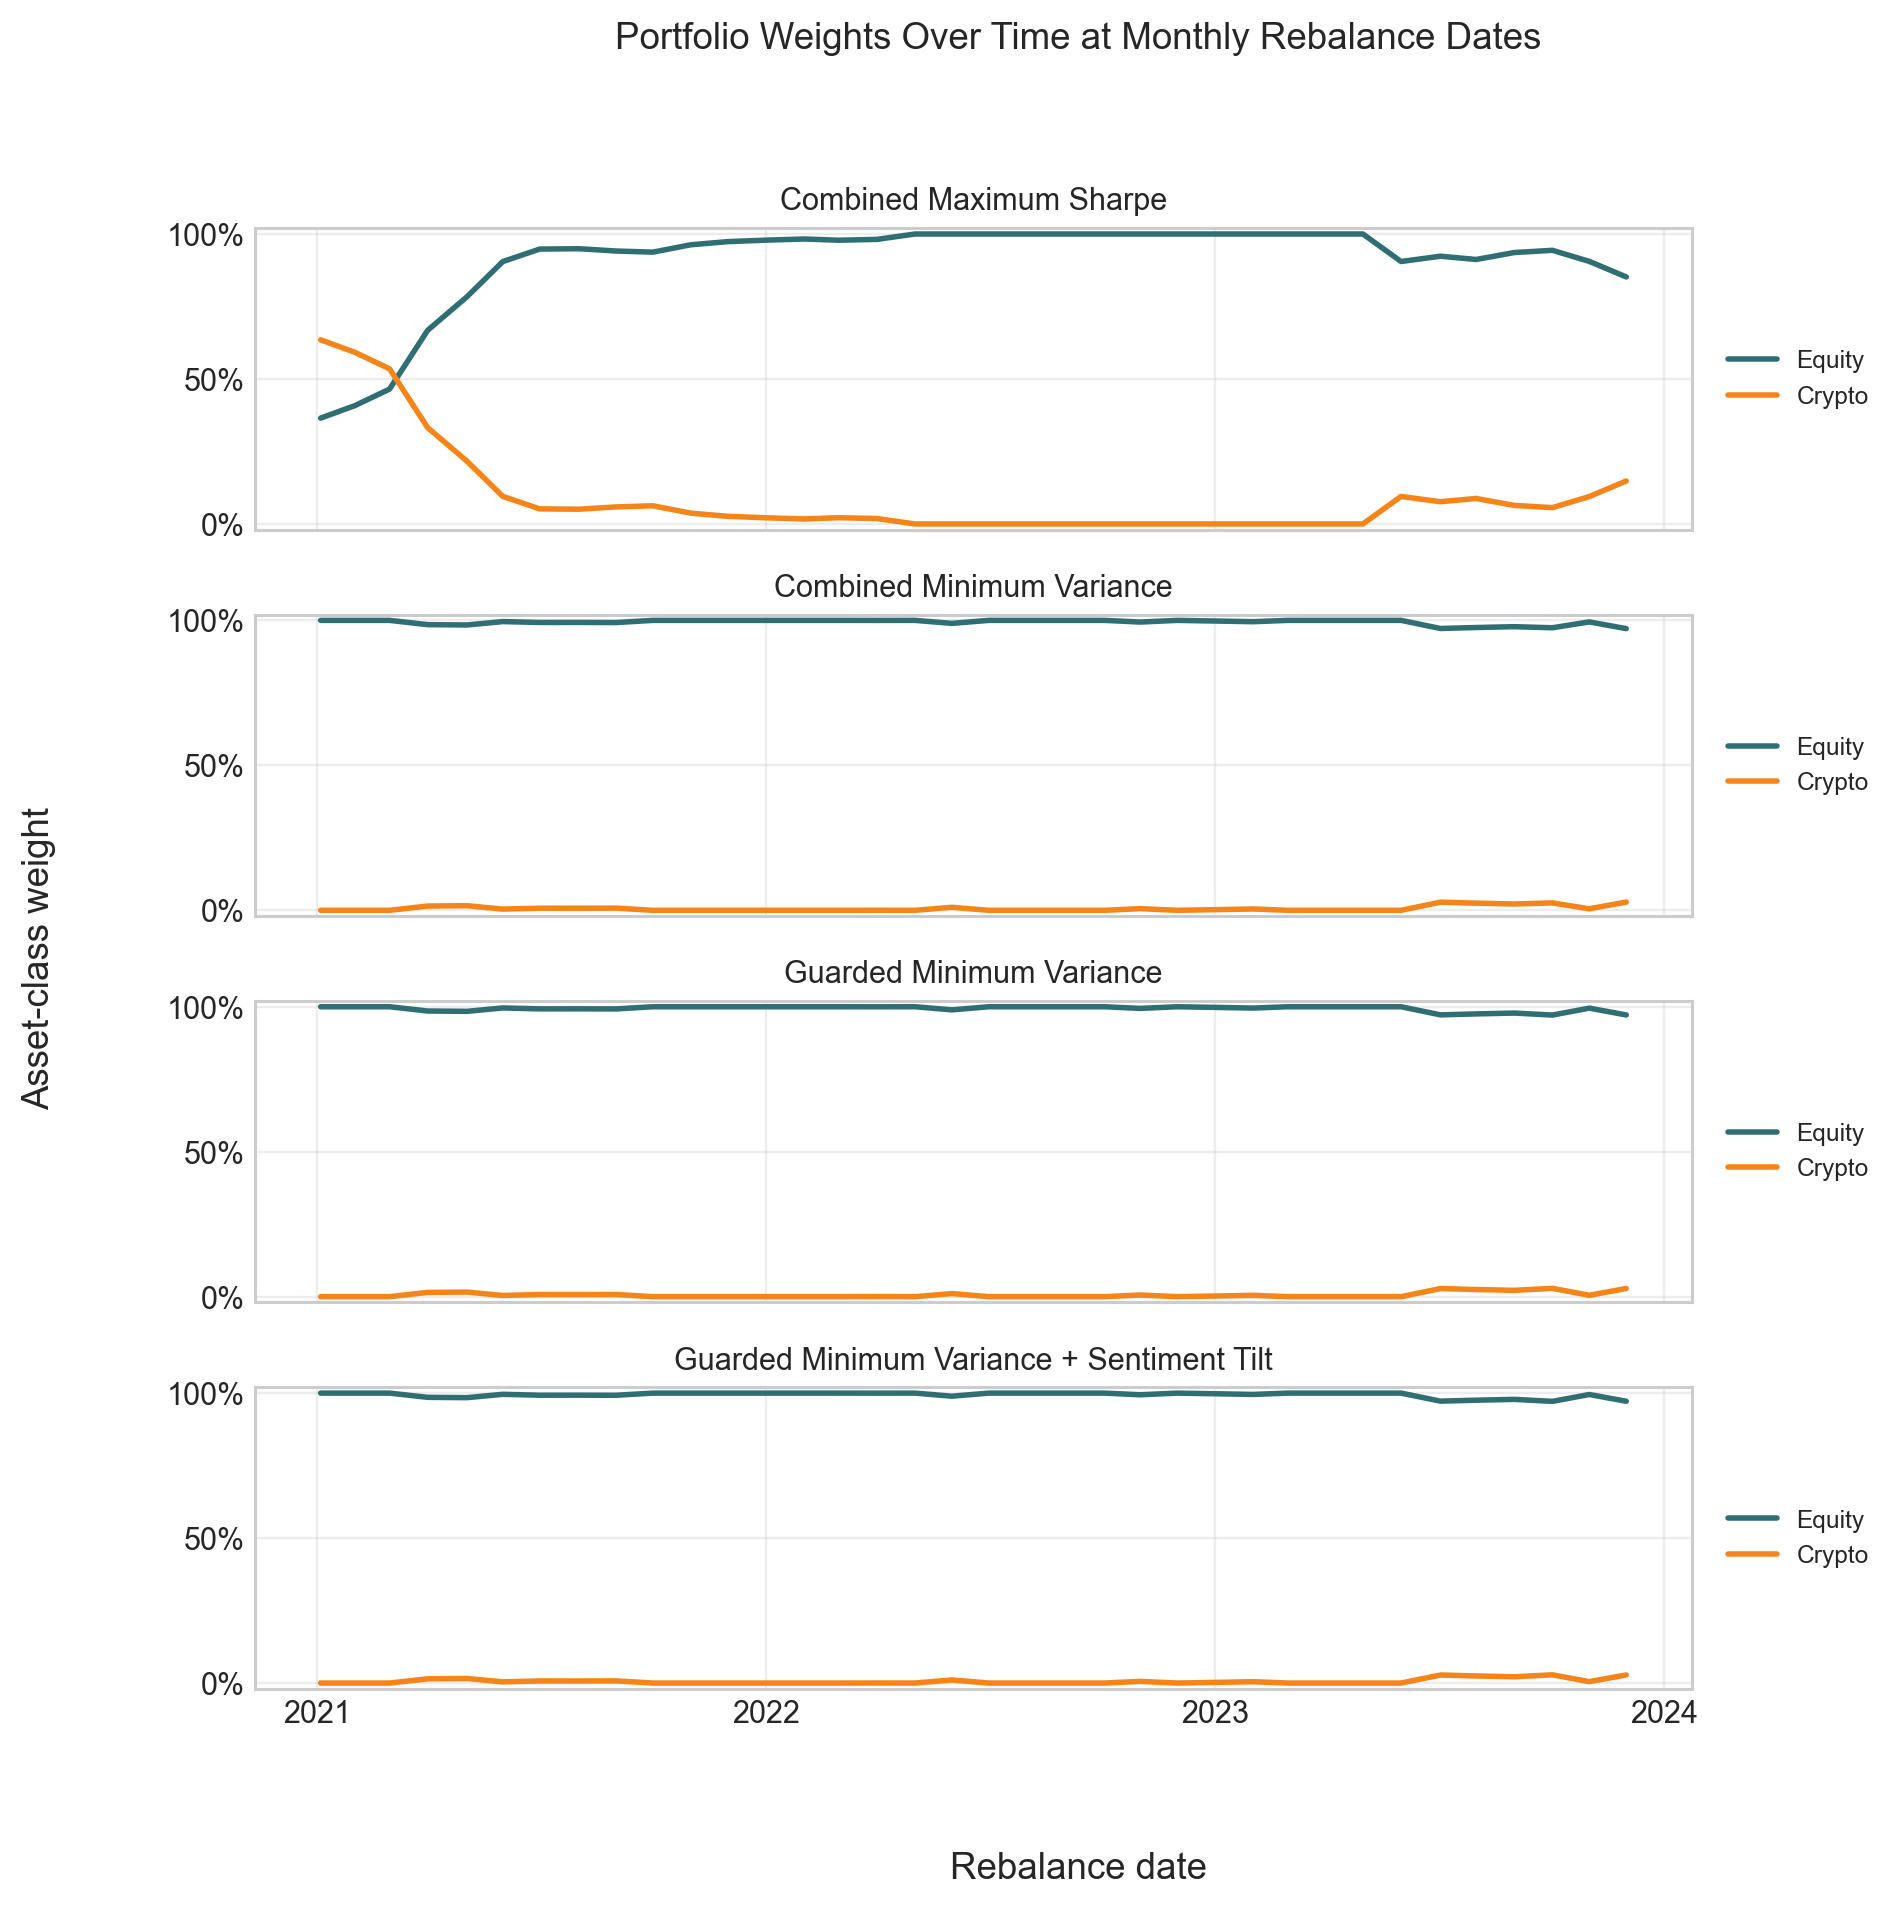 Portfolio Weights Over Time at Monthly Rebalance Dates
Combined Maximum Sharpe
100%
50%
0%
Equity
Crypto
Combined Minimum Variance
100%
50%
0%
Equity
Crypto
Guarded Minimum Variance
100%
50%
0%
Equity
Crypto
Guarded Minimum Variance + Sentiment Tilt
100%
50%
0%
Equity
Crypto
2021 2022 2023 2024
Asset-class weight
Rebalance date